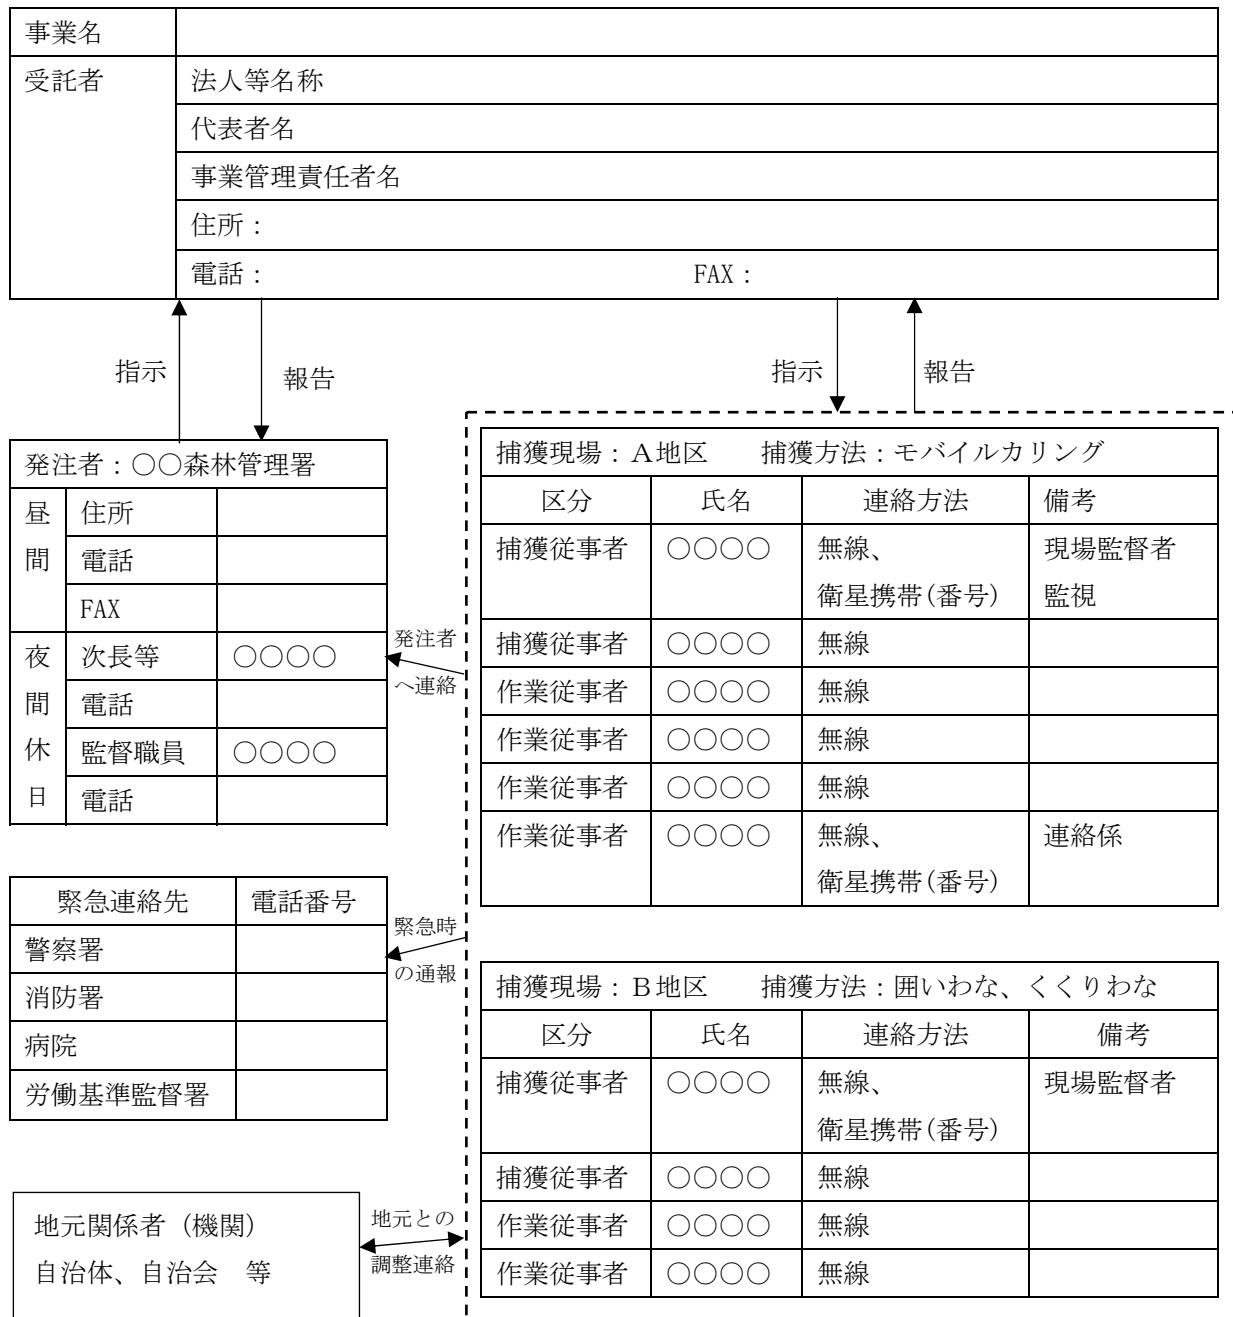 事業名
受託者
法人等名称
代表者名
事業管理責任者名
住所：
電話：　FAX：
指示
報告
指示
報告
発注者：○○森林管理署
昼間
住所
電話
FAX
夜間休日
次長等　○○○○
電話
監督職員　○○○○
電話
発注者
へ連絡
緊急連絡先　電話番号
警察署
消防署
病院
労働基準監督署
緊急時
の通報
地元関係者（機関）
自治体、自治会　等
地元との
調整連絡
捕獲現場：Ａ地区　捕獲方法：モバイルカリング
区分　氏名　連絡方法　備考
捕獲従事者　○○○○　無線、　現場監督者
衛星携帯(番号)　監視
捕獲従事者　○○○○　無線
作業従事者　○○○○　無線
作業従事者　○○○○　無線
作業従事者　○○○○　無線
作業従事者　○○○○　無線、　連絡係
衛星携帯(番号)
捕獲現場：Ｂ地区　捕獲方法：囲いわな、くくりわな
区分　氏名　連絡方法　備考
捕獲従事者　○○○○　無線、　現場監督者
衛星携帯(番号)
捕獲従事者　○○○○　無線
作業従事者　○○○○　無線
作業従事者　○○○○　無線